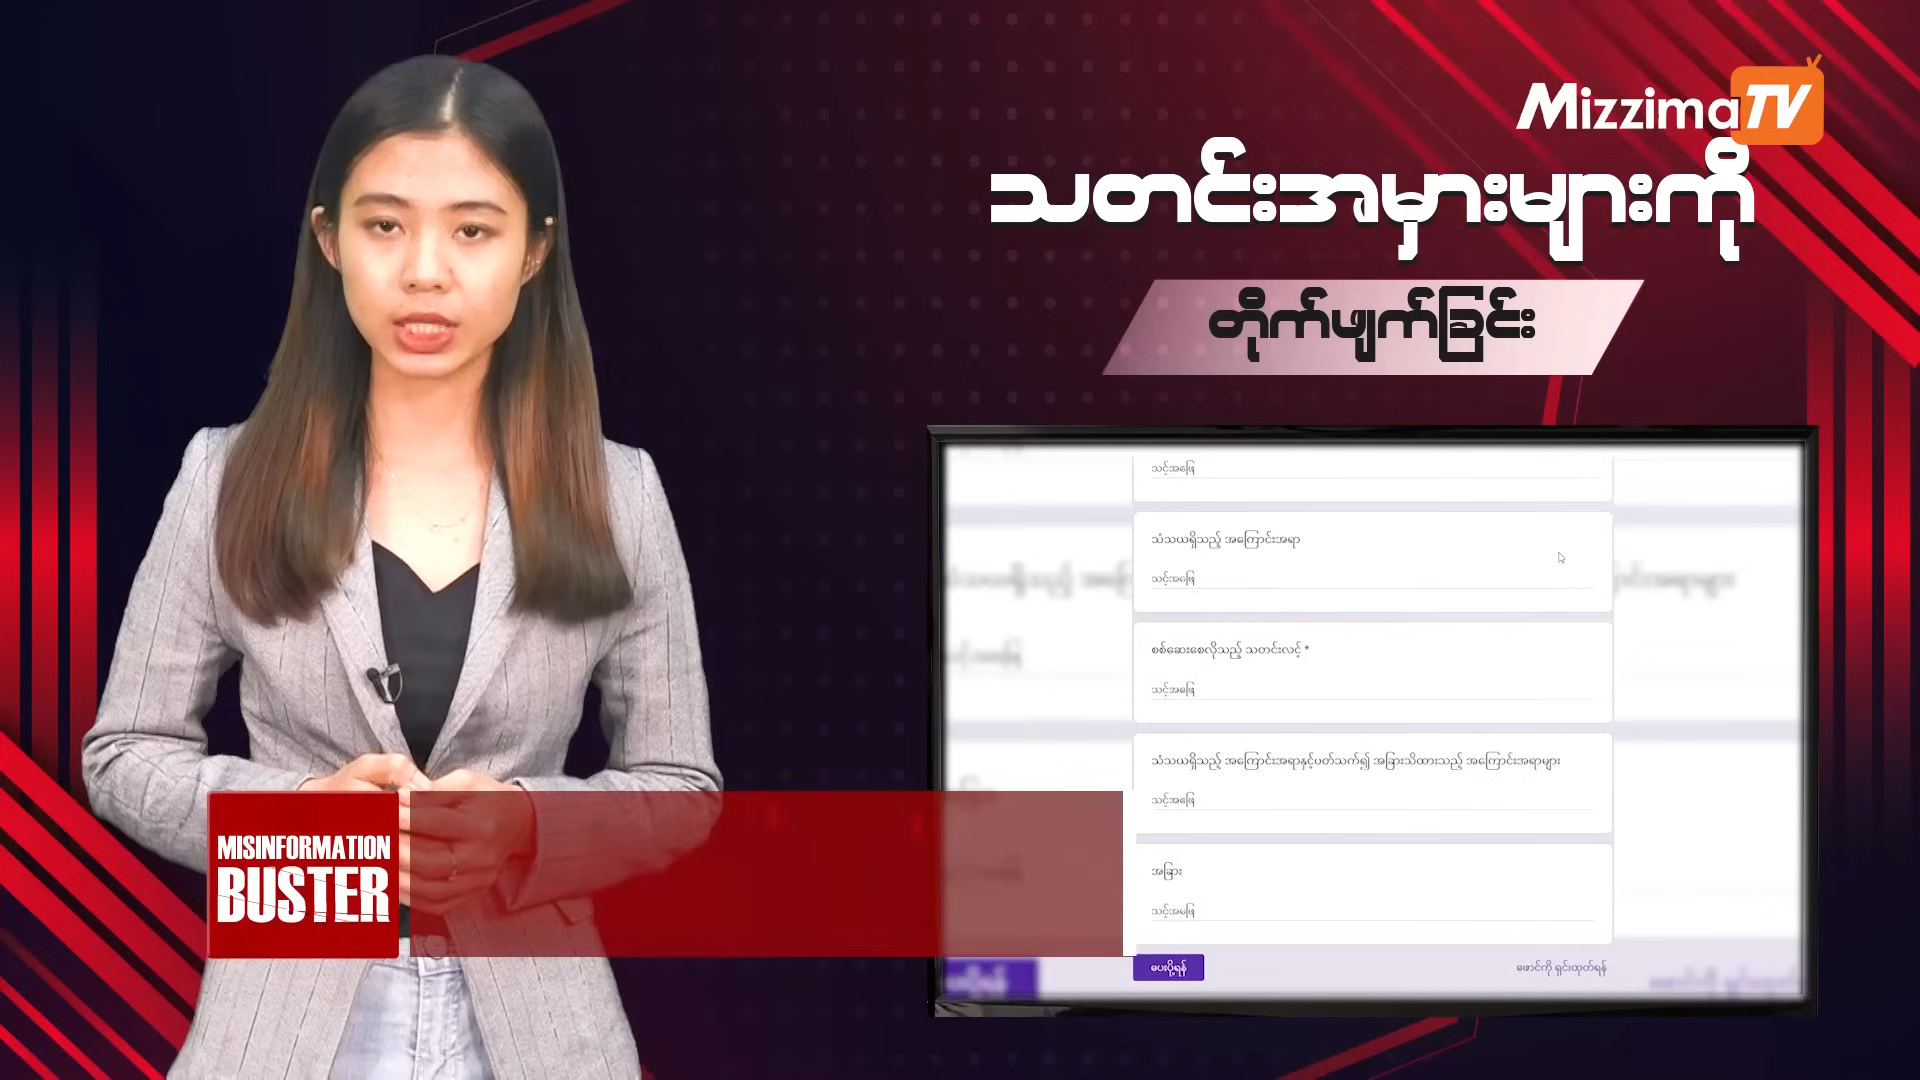 MizzimaTV
သတင်းအမှားများကို
တိုက်ဖျက်ခြင်း
သင့်အဖြေ
သံသယရှိသည့် အကြောင်းအရာ
သင့်အဖြေ
စစ်ဆေးစေလိုသည့် သတင်းလင့် *
သင့်အဖြေ
သံသယရှိသည့် အကြောင်းအရာနှင့်ပတ်သက်၍ အခြားသိထားသည့် အကြောင်းအရာများ
သင့်အဖြေ
အခြား
သင့်အဖြေ
ပေးပို့ရန်
ဖောင်ကို ရှင်းထုတ်ရန်
MISINFORMATION
BUSTER